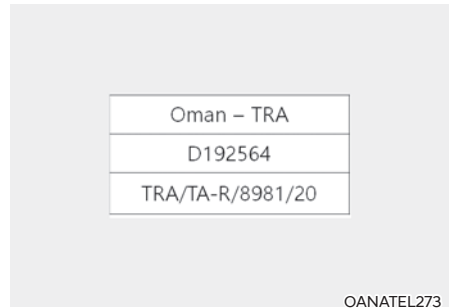 Oman – TRA
D192564
TRA/TA-R/8981/20
OANATEL273